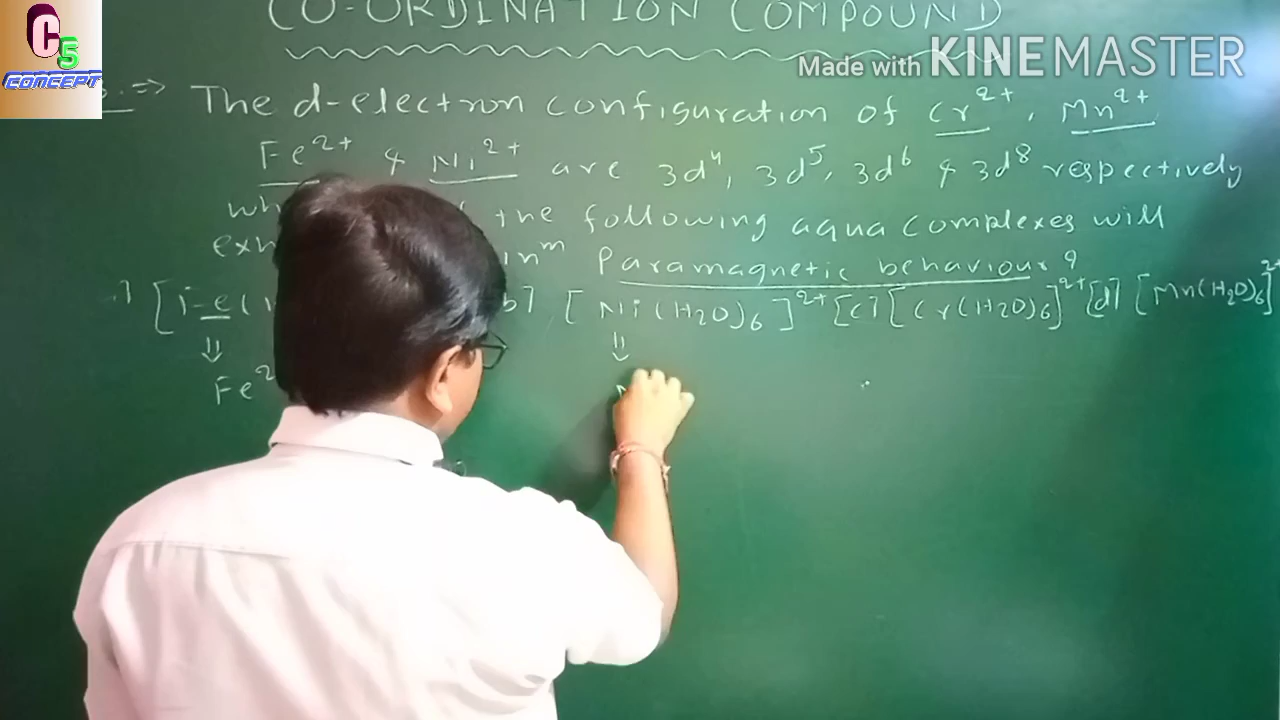 CO-ORDINATION COMPOUND
Made with KINEMASTER
C5
CONCEPT
⇒ The d-electron configuration of Cr²⁺, Mn²⁺
Fe²⁺ & Ni²⁺ are 3d⁴, 3d⁵, 3d⁶ & 3d⁸ respectively
the following aqua complexes will
Paramagnetic behaviour?
[Ni(H₂O)₆]²⁺ [c] [Cr(H₂O)₆]²⁺ [d] [Mn(H₂O)₆]²⁺
Fe²